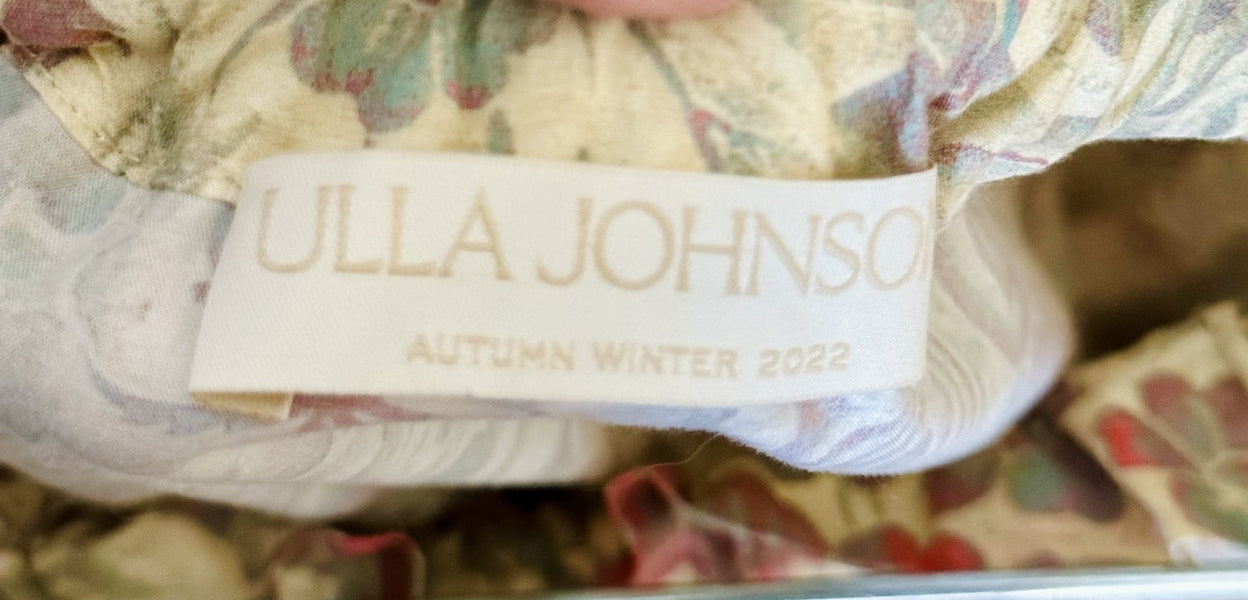 ULLA JOHNSO
AUTUMN WINTER 2022